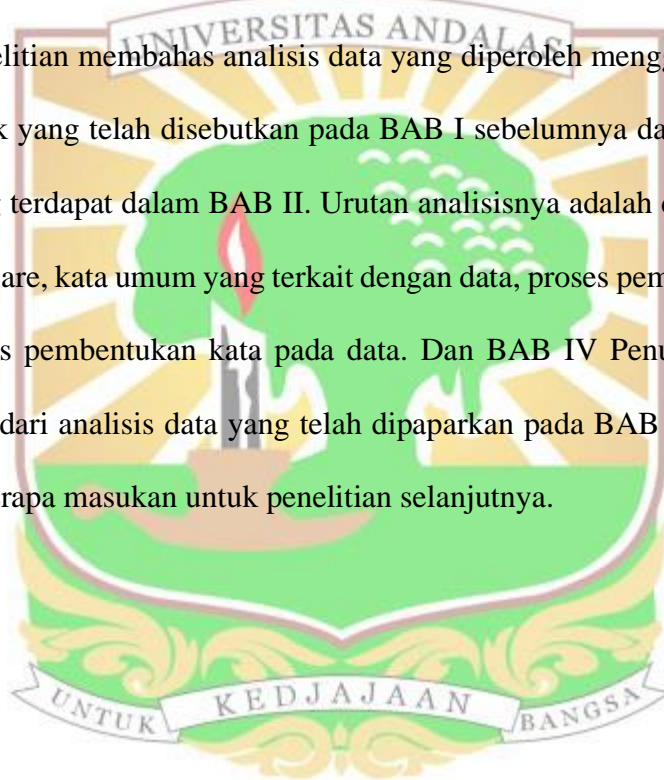 UNIVERSITAS ANDALAS
elitian membahas analisis data yang diperoleh mengg
k yang telah disebutkan pada BAB I sebelumnya da
terdapat dalam BAB II. Urutan analisisnya adalah
are, kata umum yang terkait dengan data, proses pem
s pembentukan kata pada data. Dan BAB IV Penu
dari analisis data yang telah dipaparkan pada BAB
rapa masukan untuk penelitian selanjutnya.
UNTUK KEDJAJAAN BANGSA